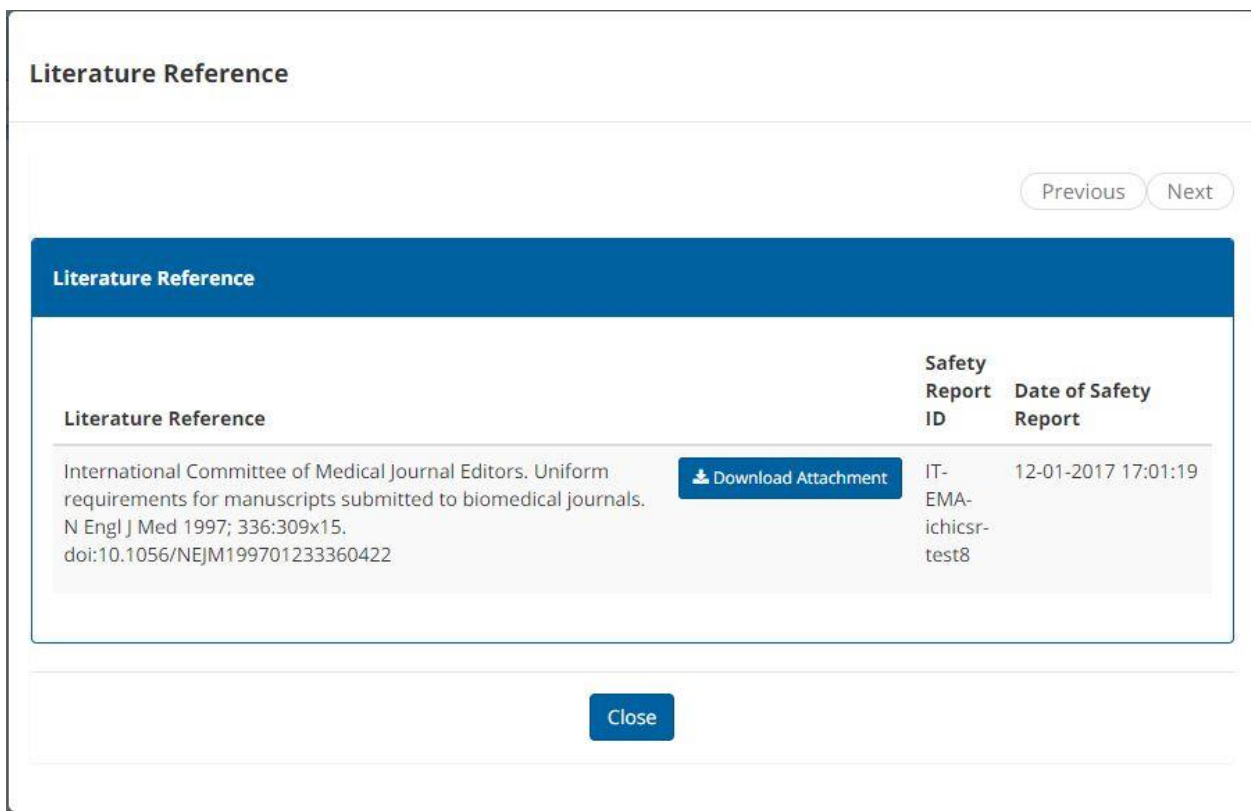 Literature Reference
Previous
Next
Literature Reference
Literature Reference
Safety
Report
ID
Date of Safety
Report
International Committee of Medical Journal Editors. Uniform
requirements for manuscripts submitted to biomedical journals.
N Engl J Med 1997; 336:309x15.
doi:10.1056/NEJM199701233360422
Download Attachment
IT-
EMA-
ichicsr-
test8
12-01-2017 17:01:19
Close